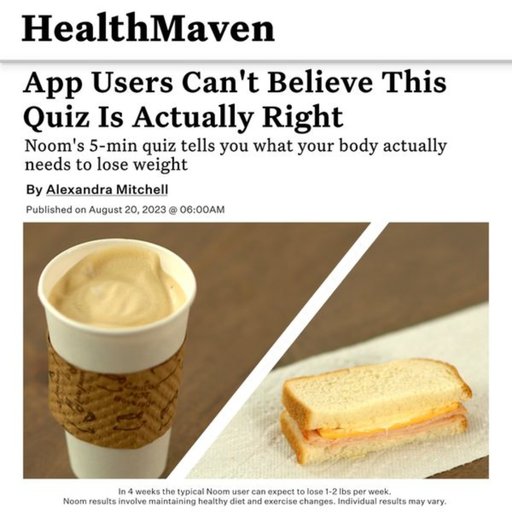 HealthMaven
App Users Can't Believe This
Quiz Is Actually Right
Noom's 5-min quiz tells you what your body actually
needs to lose weight
By Alexandra Mitchell
Published on August 20, 2023 @ 06:00AM
In 4 weeks the typical Noom user can expect to lose 1-2 lbs per week.
Noom results involve maintaining healthy diet and exercise changes. Individual results may vary.